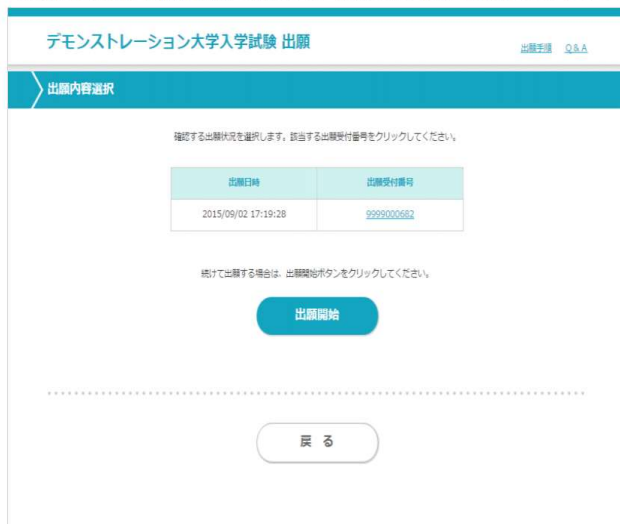 デモンストレーション大学入学試験 出願
出願手順 Q&A
出願内容選択
確認する出願状況を選択します。該当する出願受付番号をクリックしてください。
出願日時 出願受付番号
2015/09/02 17:19:28 9999000682
続けて出願する場合は、出願開始ボタンをクリックしてください。
出願開始
戻 る